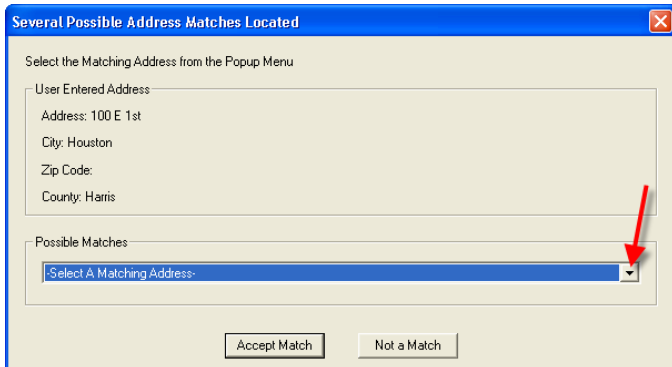 Several Possible Address Matches Located
Select the Matching Address from the Popup Menu
User Entered Address
Address: 100 E 1st
City: Houston
Zip Code:
County: Harris
Possible Matches
-Select A Matching Address-
Accept Match
Not a Match